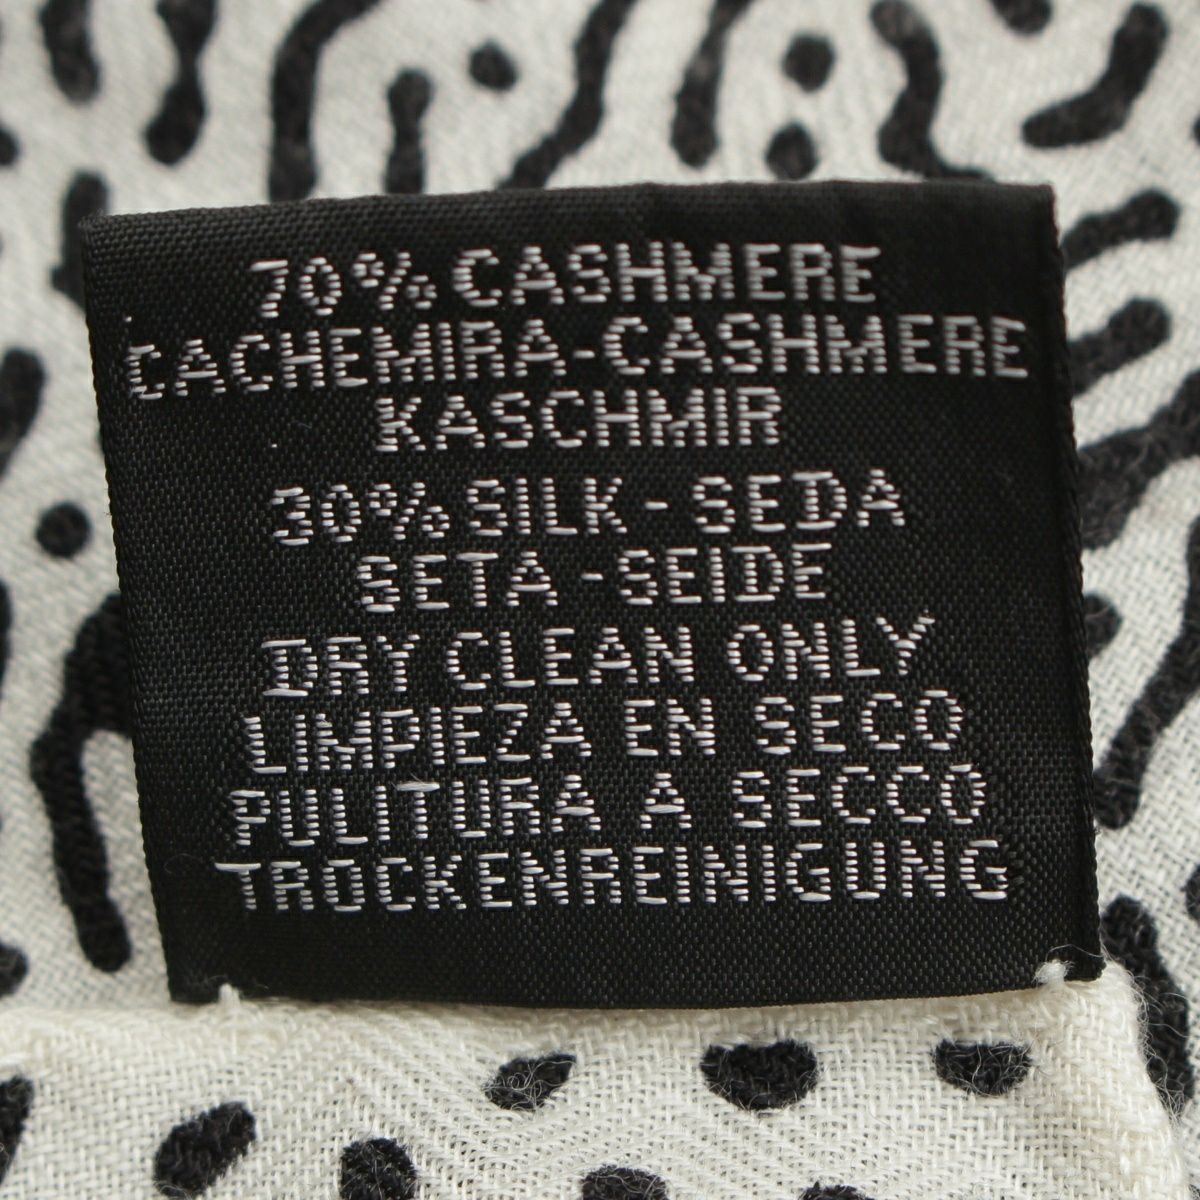 70% CASHMERE
CACHEMIRA-CASHMERE
KASCHMIR
30% SILK - SEDA
SETA - SEIDE
DRY CLEAN ONLY
LIMPIEZA EN SECO
PULITURA A SECCO
TROCKENREINIGUNG